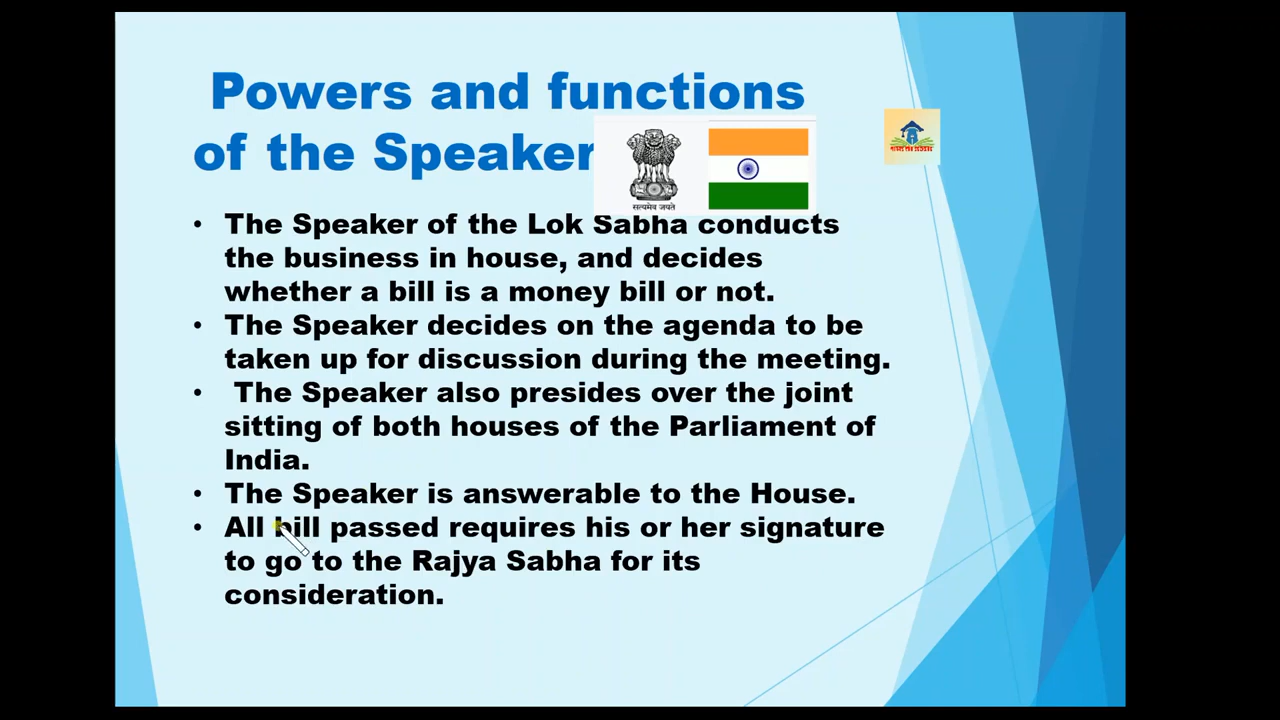 Powers and functions
of the Speaker
सत्यमेव जयते
• The Speaker of the Lok Sabha conducts
the business in house, and decides
whether a bill is a money bill or not.
• The Speaker decides on the agenda to be
taken up for discussion during the meeting.
• The Speaker also presides over the joint
sitting of both houses of the Parliament of
India.
• The Speaker is answerable to the House.
• All bill passed requires his or her signature
to go to the Rajya Sabha for its
consideration.